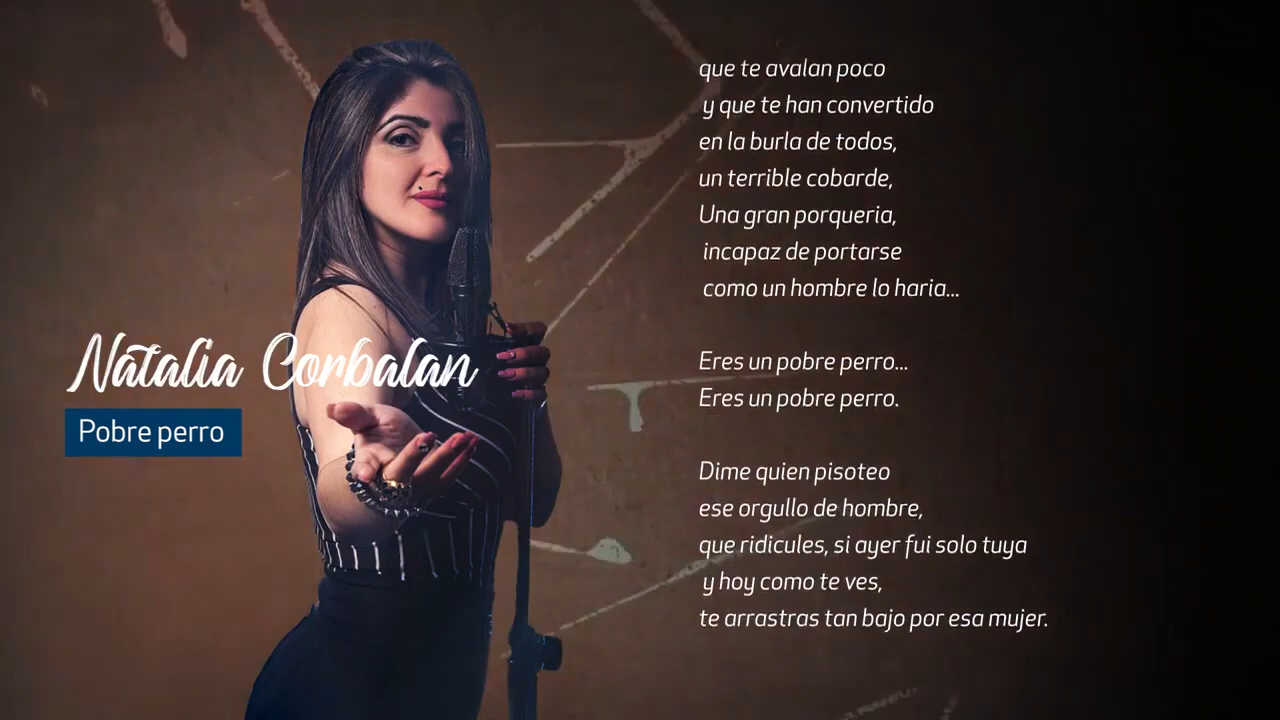 Natalia Corbalan
Pobre perro
que te avalan poco
y que te han convertido
en la burla de todos,
un terrible cobarde,
Una gran porqueria,
incapaz de portarse
como un hombre lo haria...
Eres un pobre perro...
Eres un pobre perro.
Dime quien pisoteo
ese orgullo de hombre,
que ridicules, si ayer fui solo tuya
y hoy como te ves,
te arrastras tan bajo por esa mujer.